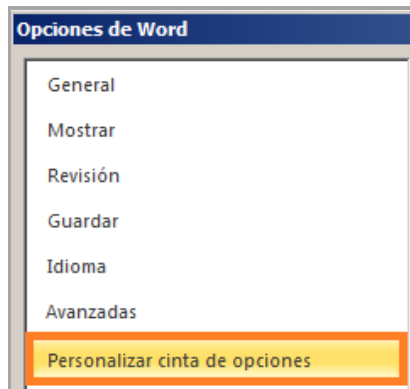 Opciones de Word
General
Mostrar
Revisión
Guardar
Idioma
Avanzadas
Personalizar cinta de opciones